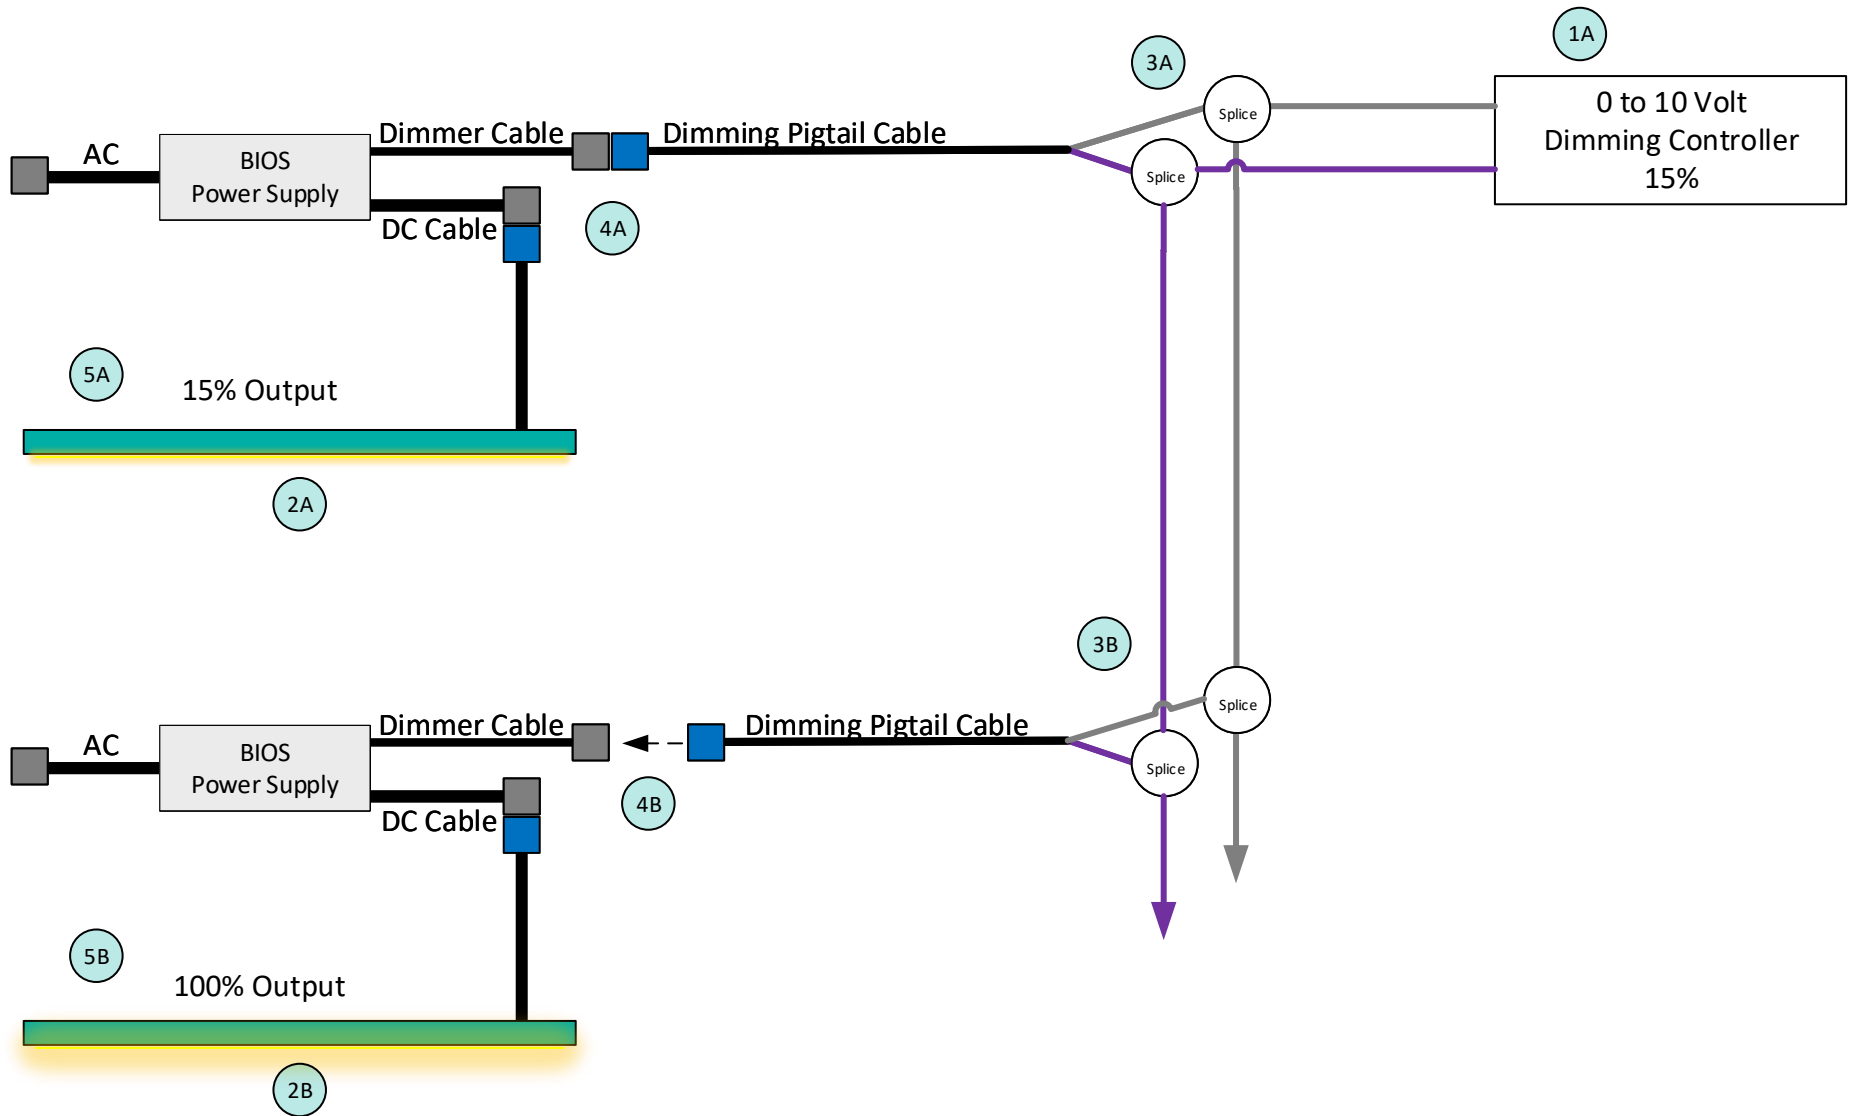 1A
3A
0 to 10 Volt
Dimming Controller
15%
Splice
Splice
AC
BIOS
Power Supply
Dimmer Cable
Dimming Pigtail Cable
DC Cable
4A
5A
15% Output
2A
3B
Splice
Splice
AC
BIOS
Power Supply
Dimmer Cable
Dimming Pigtail Cable
DC Cable
4B
5B
100% Output
2B